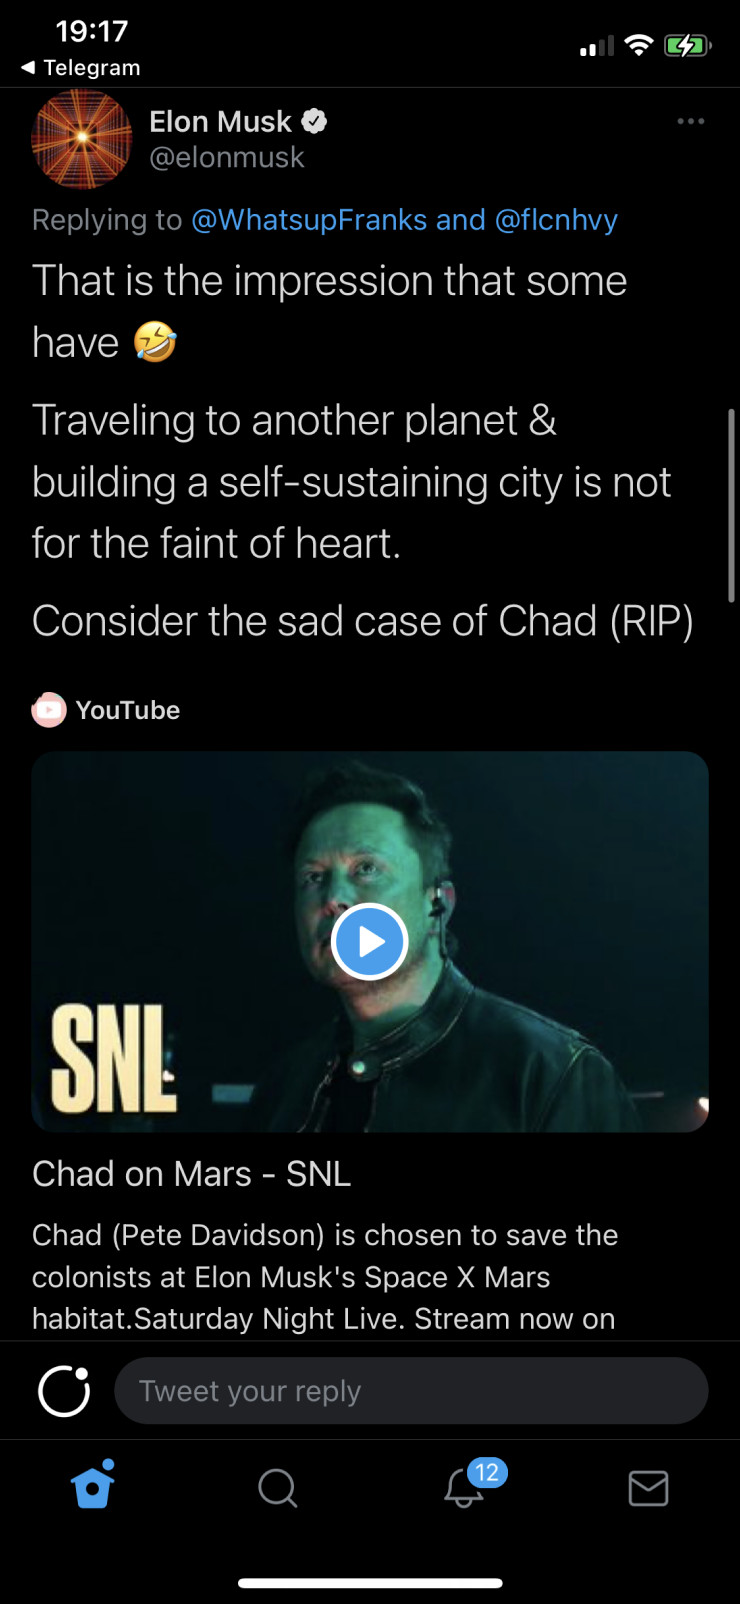 19:17
◀ Telegram
Elon Musk
@elonmusk
Replying to @WhatsupFranks and @flcnhvy
That is the impression that some
have 🤣
Traveling to another planet &
building a self-sustaining city is not
for the faint of heart.
Consider the sad case of Chad (RIP)
YouTube
SNL
Chad on Mars - SNL
Chad (Pete Davidson) is chosen to save the
colonists at Elon Musk's Space X Mars
habitat.Saturday Night Live. Stream now on
Tweet your reply
12